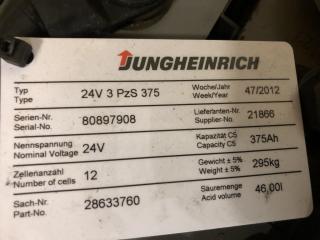 JUNGHEINRICH
Typ
Type
24V 3 PzS 375
Woche/Jahr
Week/Year
47/2012
Serien-Nr.
Serial-No.
80897908
Lieferanten-Nr.
Supplier-No.
21866
Nennspannung
Nominal Voltage
24V
Kapazität C5
Capacity C5
375Ah
Zellenanzahl
Number of cells
12
Gewicht ± 5%
Weight ± 5%
295kg
Sach-Nr.
Part-No.
28633760
Säuremenge
Acid volume
46,00l